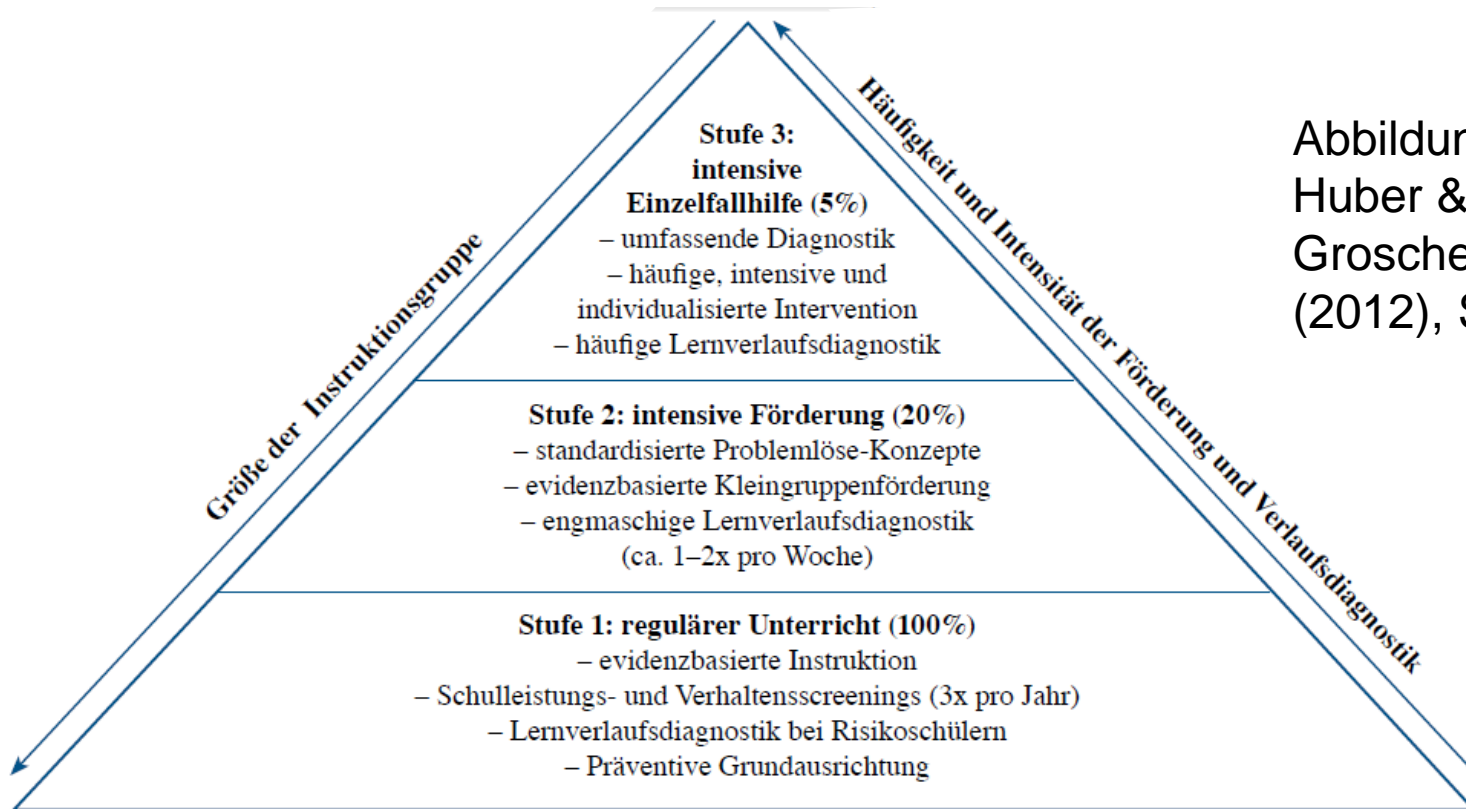 Stufe 3:
intensive
Einzelfallhilfe (5%)
– umfassende Diagnostik
– häufige, intensive und
individualisierte Intervention
– häufige Lernverlaufsdiagnostik
Stufe 2: intensive Förderung (20%)
– standardisierte Problemlöse-Konzepte
– evidenzbasierte Kleingruppenförderung
– engmaschige Lernverlaufsdiagnostik
(ca. 1–2x pro Woche)
Stufe 1: regulärer Unterricht (100%)
– evidenzbasierte Instruktion
– Schulleistungs- und Verhaltensscreenings (3x pro Jahr)
– Lernverlaufsdiagnostik bei Risikoschülern
– Präventive Grundausrichtung
Größe der Instruktionsgruppe
Häufigkeit und Intensität der Förderung und Verlaufsdiagnostik
Huber &
Grosche
(2012),